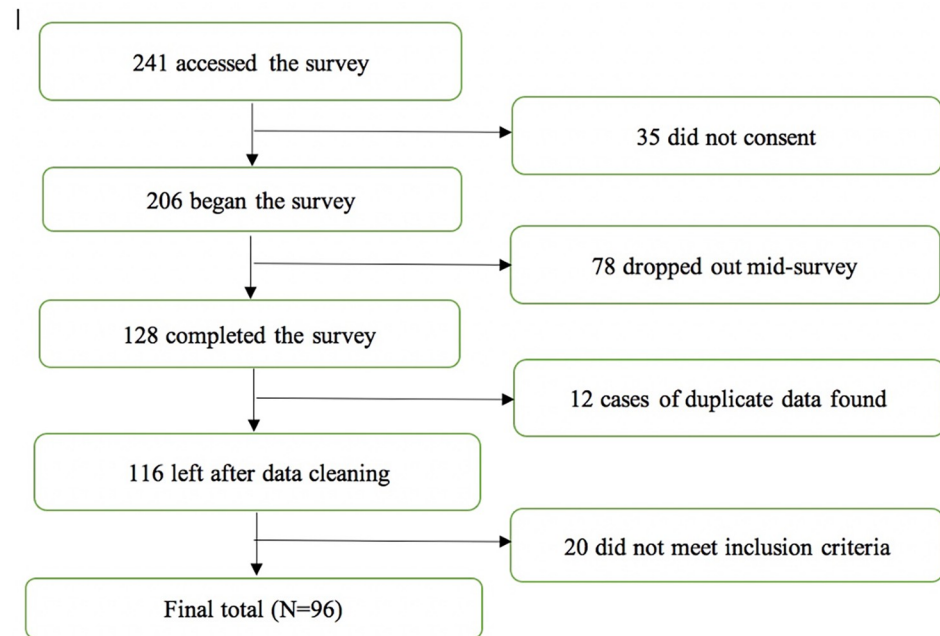 241 accessed the survey
35 did not consent
206 began the survey
78 dropped out mid-survey
128 completed the survey
12 cases of duplicate data found
116 left after data cleaning
20 did not meet inclusion criteria
Final total (N=96)